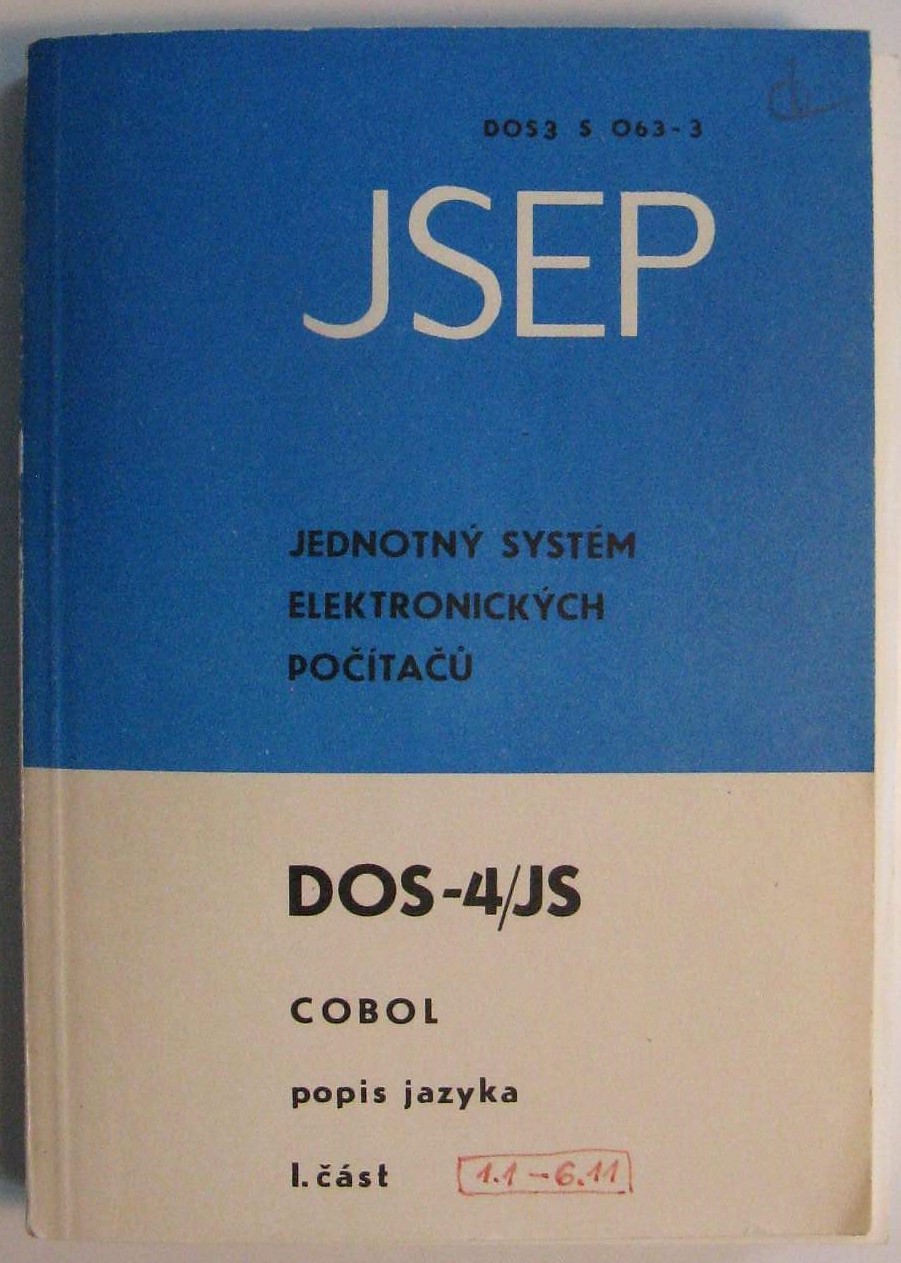 DOS3 S 063-3
JSEP
JEDNOTNÝ SYSTÉM
ELEKTRONICKÝCH
POČÍTAČŮ
DOS-4/JS
COBOL
popis jazyka
I. část 1.1 - 6.11